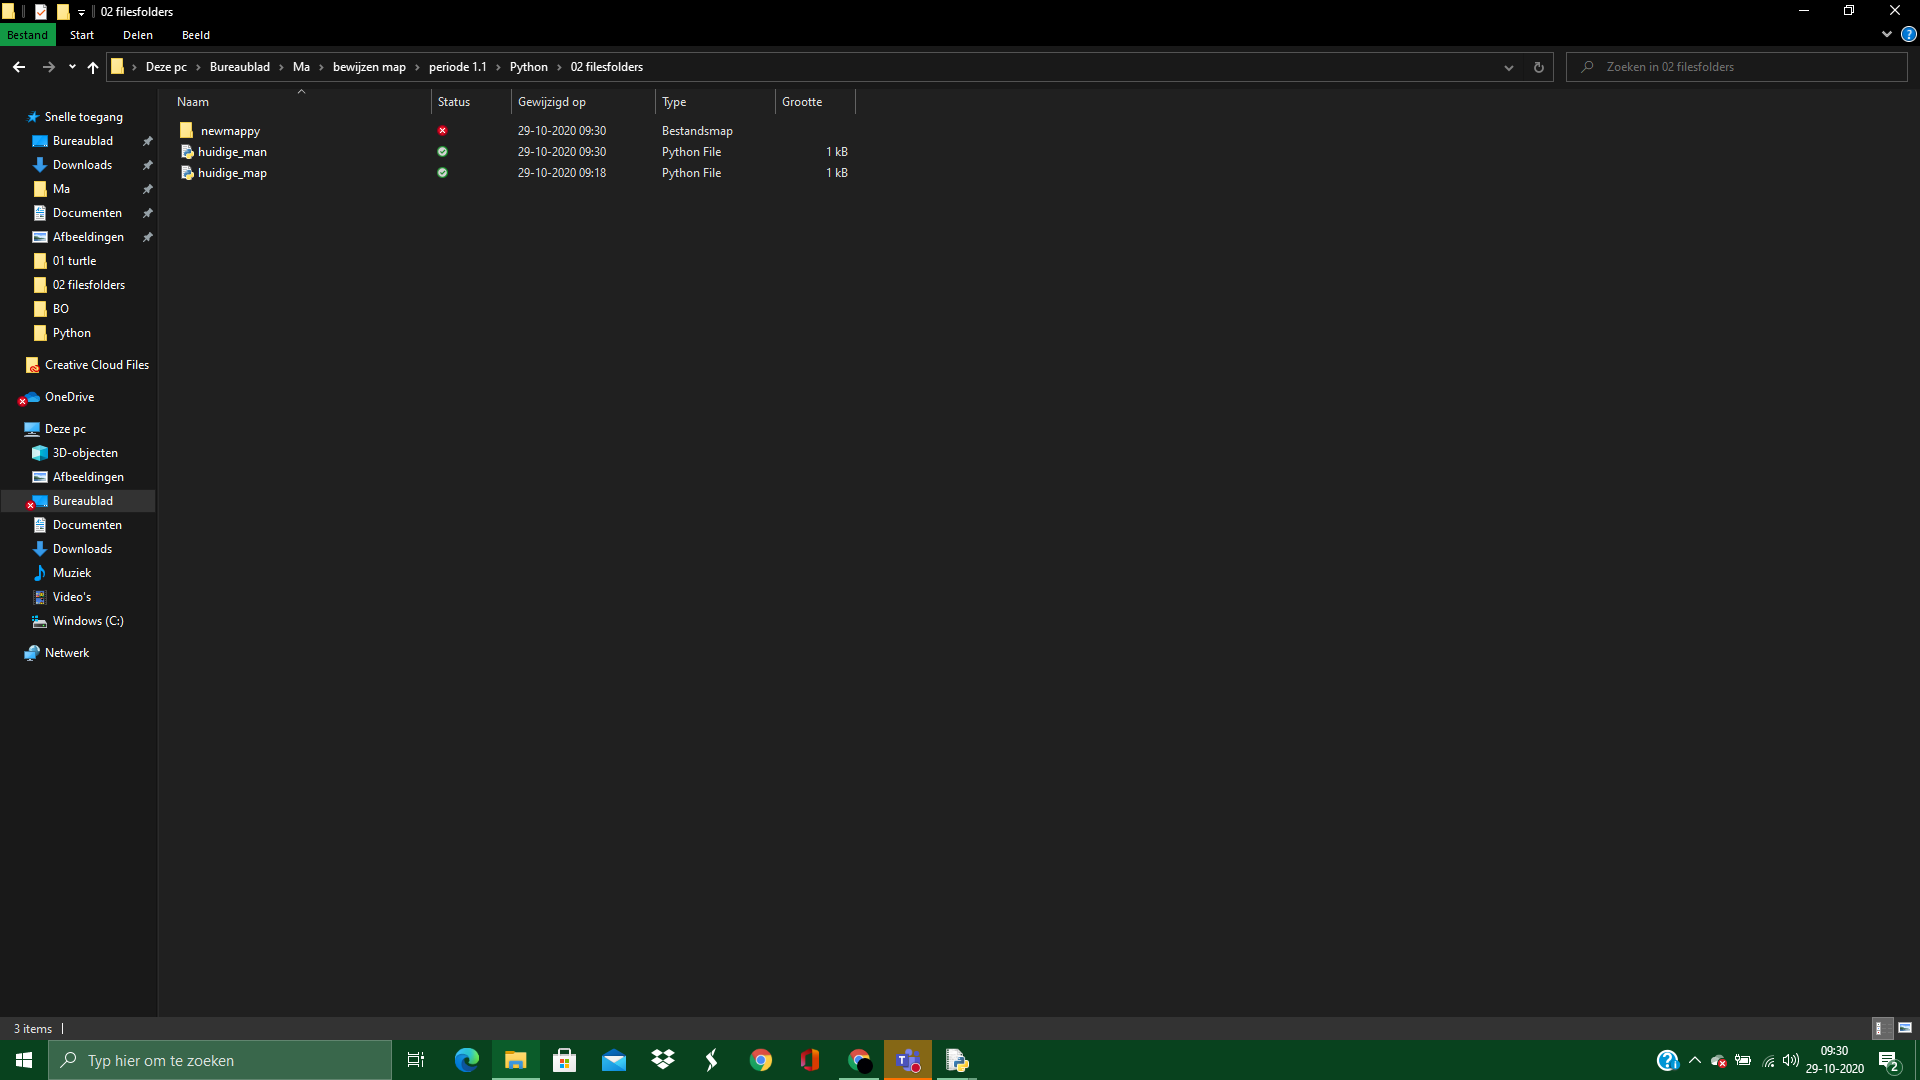 02 filesfolders
Bestand Start Delen Beeld
Deze pc Bureaublad Ma bewijzen map periode 1.1 Python 02 filesfolders
Zoeken in 02 filesfolders
Naam Status Gewijzigd op Type Grootte
newmappy 29-10-2020 09:30 Bestandsmap
huidige_man 29-10-2020 09:30 Python File 1 kB
huidige_map 29-10-2020 09:18 Python File 1 kB
Snelle toegang
Bureaublad
Downloads
Ma
Documenten
Afbeeldingen
01 turtle
02 filesfolders
BO
Python
Creative Cloud Files
OneDrive
Deze pc
3D-objecten
Afbeeldingen
Bureaublad
Documenten
Downloads
Muziek
Video's
Windows (C:)
Netwerk
3 items
Typ hier om te zoeken
09:30
29-10-2020
2